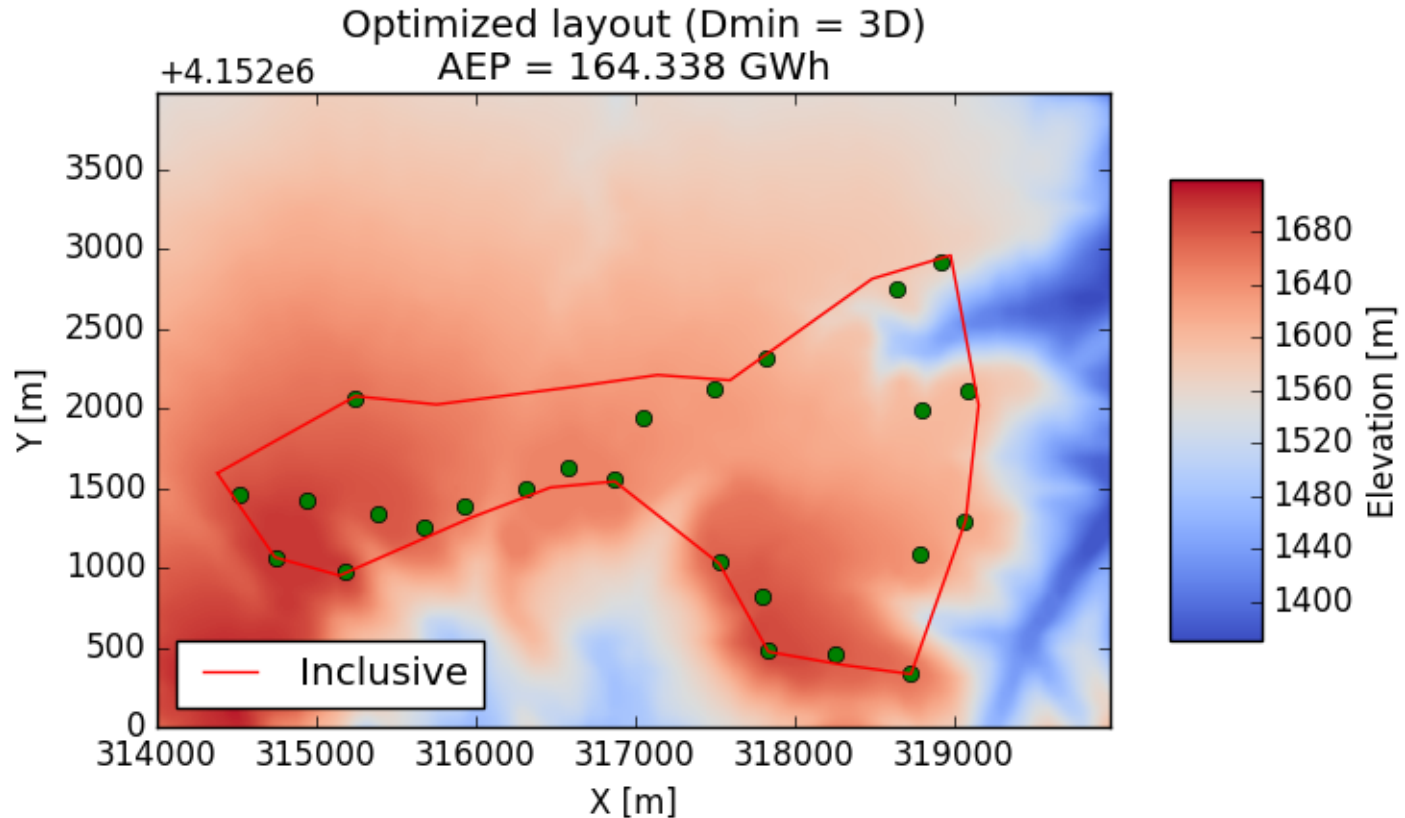 Optimized layout (Dmin = 3D)
AEP = 164.338 GWh
+4.152e6
3500
3000
2500
2000
1500
1000
500
0
Y [m]
Inclusive
314000 315000 316000 317000 318000 319000
X [m]
1680
1640
1600
1560
1520
1480
1440
1400
Elevation [m]